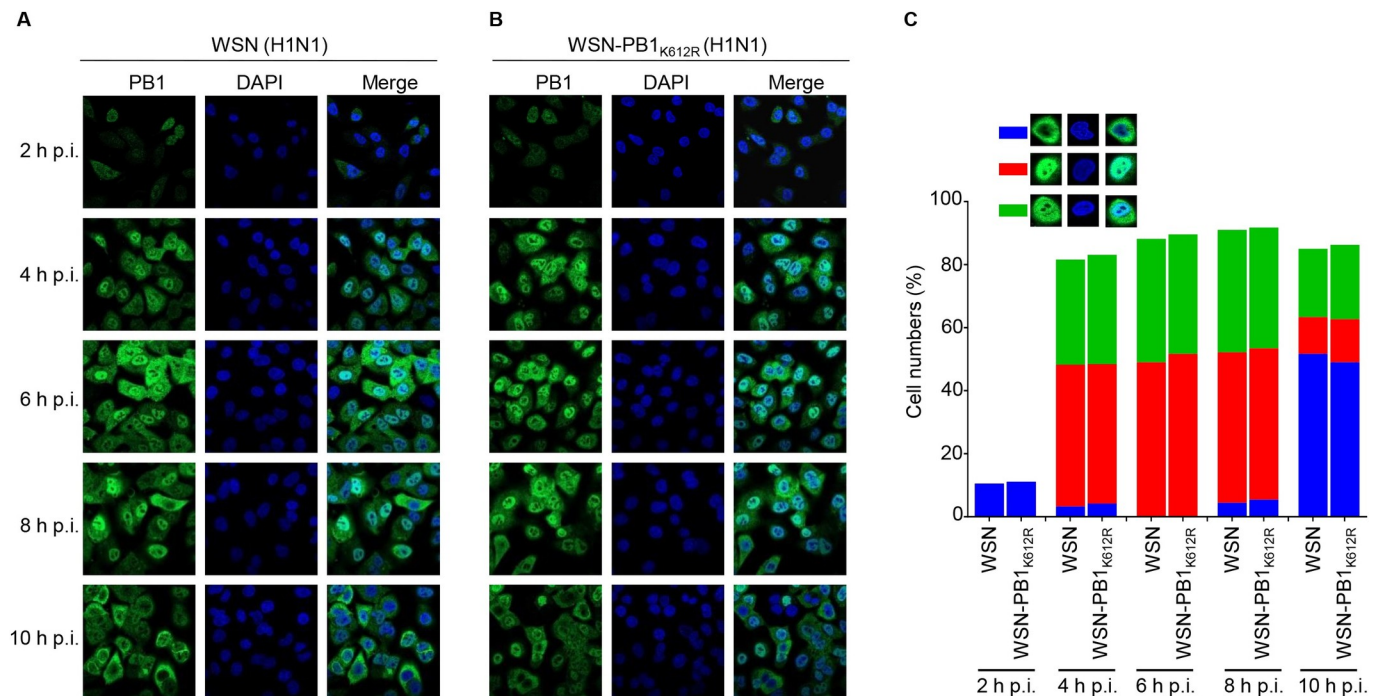 A
WSN (H1N1)
PB1 DAPI Merge
2 h p.i.
4 h p.i.
6 h p.i.
8 h p.i.
10 h p.i.
B
WSN-PB1K612R (H1N1)
PB1 DAPI Merge
C
Cell numbers (%)
100
80
60
40
20
0
WSN
WSN-PB1K612R
WSN
WSN-PB1K612R
WSN
WSN-PB1K612R
WSN
WSN-PB1K612R
WSN
WSN-PB1K612R
2 h p.i. 4 h p.i. 6 h p.i. 8 h p.i. 10 h p.i.